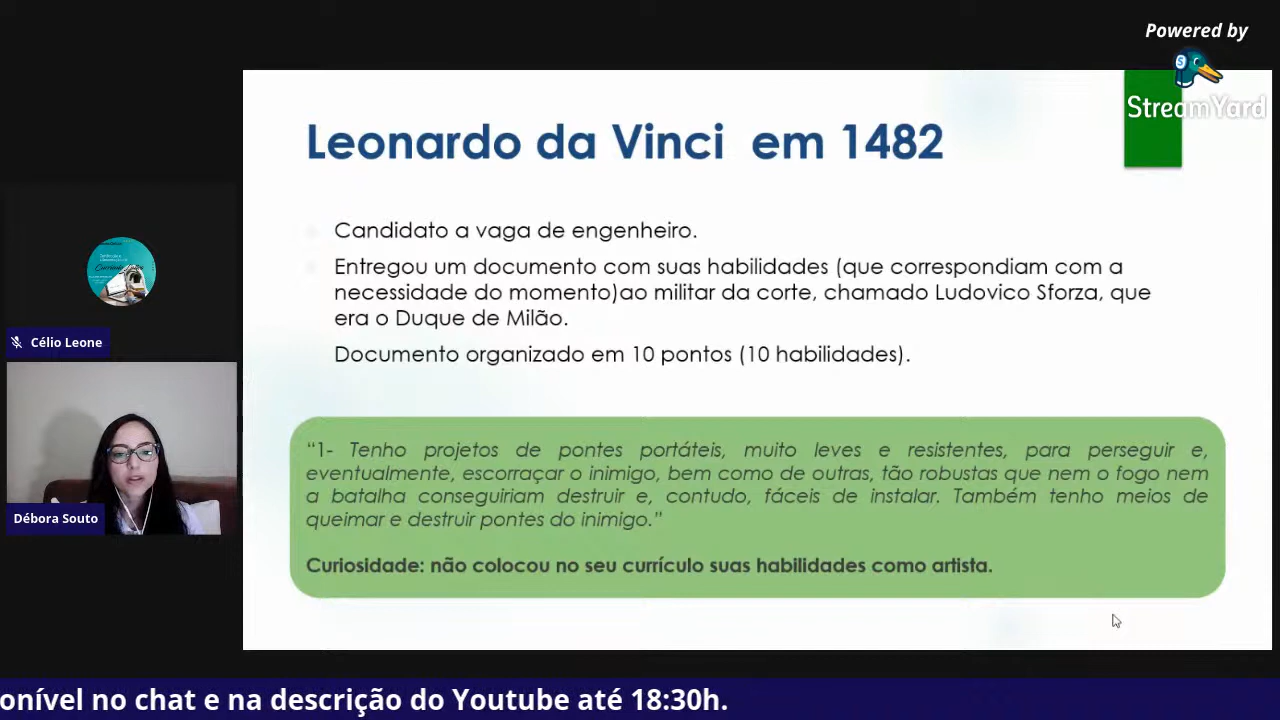 Powered by
StreamYard
Leonardo da Vinci em 1482
Candidato a vaga de engenheiro.
Entregou um documento com suas habilidades (que correspondiam com a
necessidade do momento)ao militar da corte, chamado Ludovico Sforza, que
era o Duque de Milão.
Documento organizado em 10 pontos (10 habilidades).
“1- Tenho projetos de pontes portáteis, muito leves e resistentes, para perseguir e,
eventualmente, escorraçar o inimigo, bem como de outras, tão robustas que nem o fogo nem
a batalha conseguiriam destruir e, contudo, fáceis de instalar. Também tenho meios de
queimar e destruir pontes do inimigo.”
Curiosidade: não colocou no seu currículo suas habilidades como artista.
Célio Leone
Débora Souto
onível no chat e na descrição do Youtube até 18:30h.